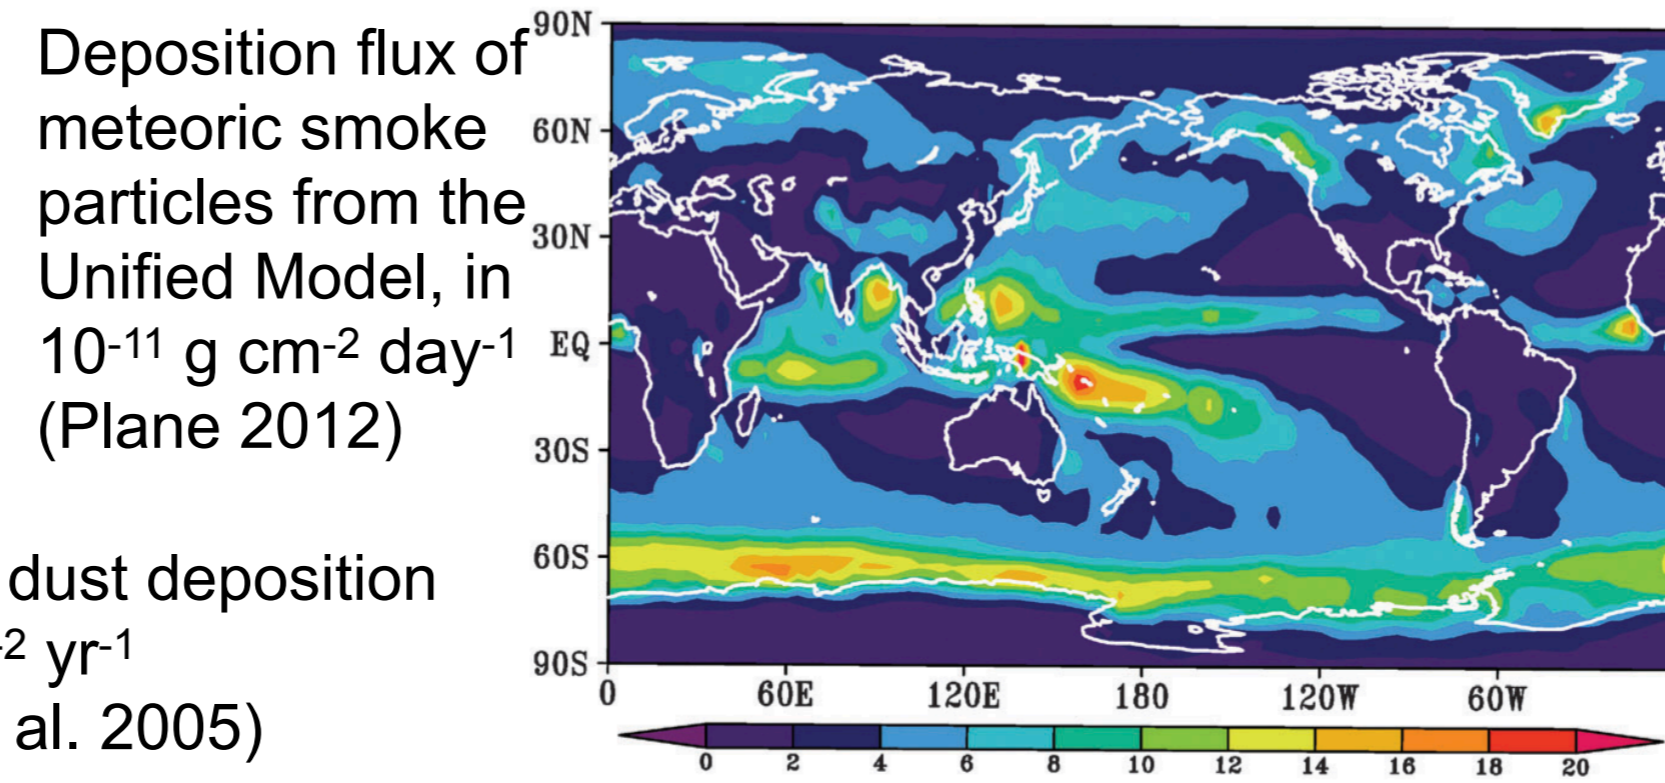 Deposition flux of
meteoric smoke
particles from the
Unified Model, in
10⁻¹¹ g cm⁻² day⁻¹
(Plane 2012)
dust deposition
⁻² yr⁻¹
al. 2005)
90N
60N
30N
EQ
30S
60S
90S
0 60E 120E 180 120W 60W
0 2 4 6 8 10 12 14 16 18 20